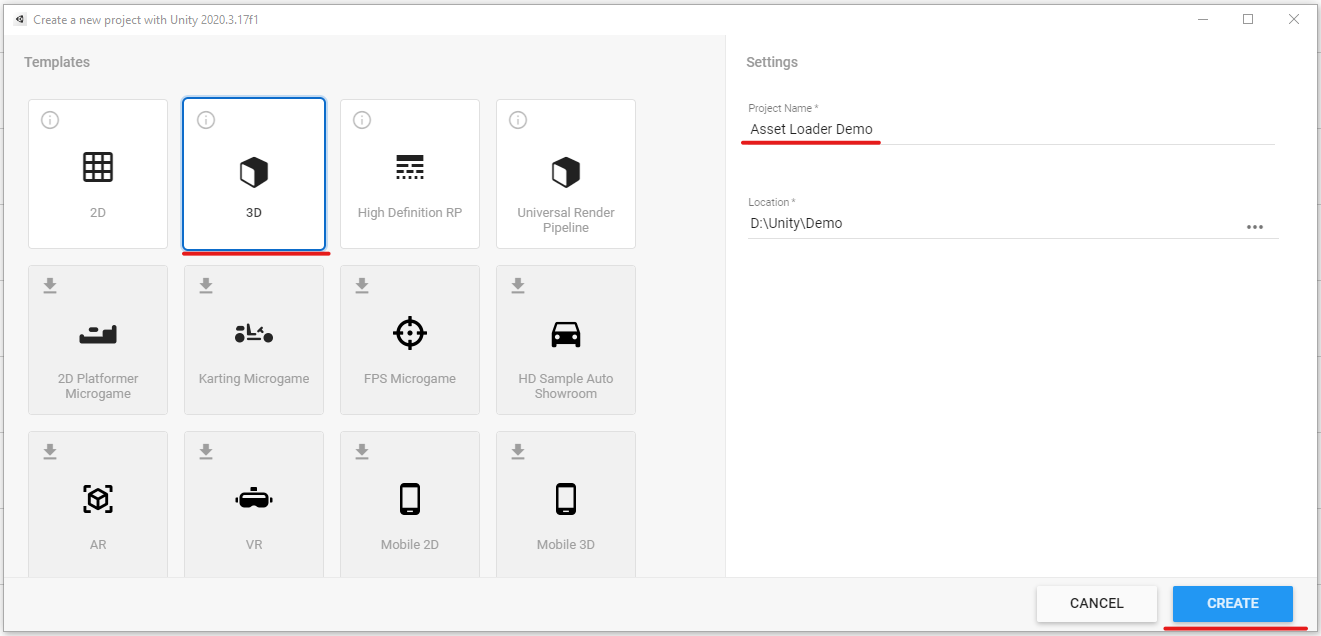 Create a new project with Unity 2020.3.17f1
Templates
2D
3D
High Definition RP
Universal Render
Pipeline
2D Platformer
Microgame
Karting Microgame
FPS Microgame
HD Sample Auto
Showroom
AR
VR
Mobile 2D
Mobile 3D
Settings
Project Name *
Asset Loader Demo
Location *
D:\Unity\Demo
CANCEL
CREATE